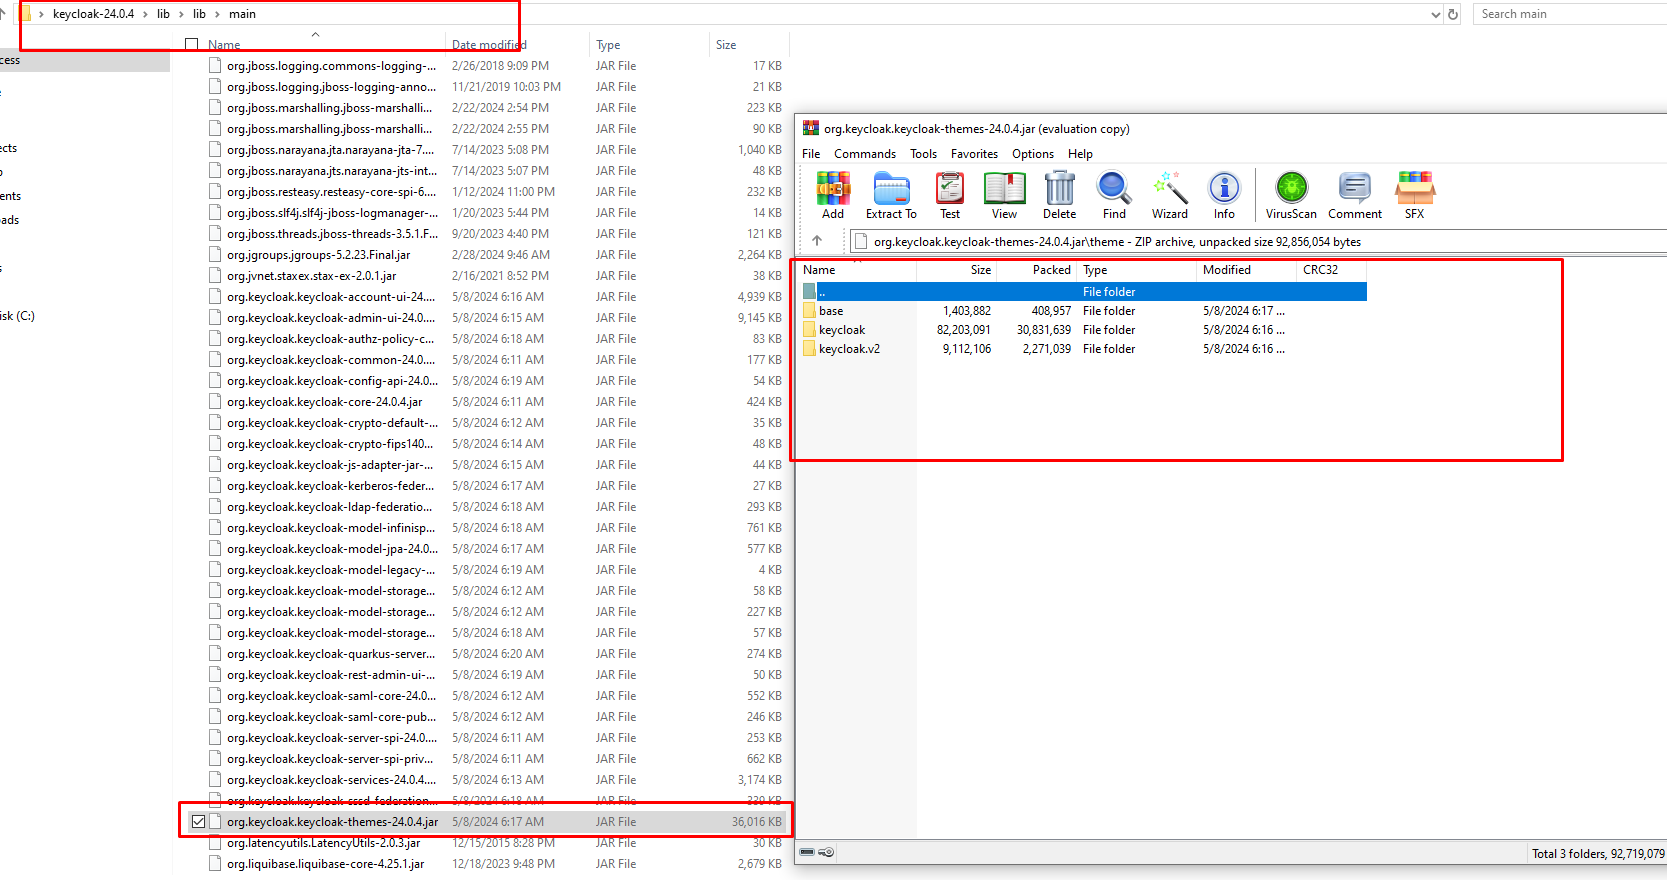 keycloak-24.0.4 > lib > lib > main
Search main
cess
ects
ents
ads
isk (C:)
Name Date modified Type Size
org.jboss.logging.commons-logging-... 2/26/2018 9:09 PM JAR File 17 KB
org.jboss.logging.jboss-logging-anno... 11/21/2019 10:03 PM JAR File 21 KB
org.jboss.marshalling.jboss-marshalli... 2/22/2024 2:54 PM JAR File 223 KB
org.jboss.marshalling.jboss-marshalli... 2/22/2024 2:55 PM JAR File 90 KB
org.jboss.narayana.jta.narayana-jta-7.... 7/14/2023 5:08 PM JAR File 1,040 KB
org.jboss.narayana.jts.narayana-jts-int... 7/14/2023 5:07 PM JAR File 48 KB
org.jboss.resteasy.resteasy-core-spi-6.... 1/12/2024 11:00 PM JAR File 232 KB
org.jboss.slf4j.slf4j-jboss-logmanager-... 1/20/2023 5:44 PM JAR File 14 KB
org.jboss.threads.jboss-threads-3.5.1.F... 9/20/2023 4:40 PM JAR File 121 KB
org.jgroups.jgroups-5.2.23.Final.jar 2/28/2024 9:46 AM JAR File 2,264 KB
org.jvnet.staxex.stax-ex-2.0.1.jar 2/16/2021 8:52 PM JAR File 38 KB
org.keycloak.keycloak-account-ui-24.... 5/8/2024 6:16 AM JAR File 4,939 KB
org.keycloak.keycloak-admin-ui-24.0.... 5/8/2024 6:15 AM JAR File 9,145 KB
org.keycloak.keycloak-authz-policy-c... 5/8/2024 6:18 AM JAR File 83 KB
org.keycloak.keycloak-common-24.0.... 5/8/2024 6:11 AM JAR File 177 KB
org.keycloak.keycloak-config-api-24.0... 5/8/2024 6:19 AM JAR File 54 KB
org.keycloak.keycloak-core-24.0.4.jar 5/8/2024 6:11 AM JAR File 424 KB
org.keycloak.keycloak-crypto-default-... 5/8/2024 6:12 AM JAR File 35 KB
org.keycloak.keycloak-crypto-fips140... 5/8/2024 6:14 AM JAR File 48 KB
org.keycloak.keycloak-js-adapter-jar-... 5/8/2024 6:15 AM JAR File 44 KB
org.keycloak.keycloak-kerberos-feder... 5/8/2024 6:17 AM JAR File 27 KB
org.keycloak.keycloak-ldap-federatio... 5/8/2024 6:18 AM JAR File 293 KB
org.keycloak.keycloak-model-infinisp... 5/8/2024 6:18 AM JAR File 761 KB
org.keycloak.keycloak-model-jpa-24.0... 5/8/2024 6:17 AM JAR File 577 KB
org.keycloak.keycloak-model-legacy-... 5/8/2024 6:19 AM JAR File 4 KB
org.keycloak.keycloak-model-storage... 5/8/2024 6:12 AM JAR File 58 KB
org.keycloak.keycloak-model-storage... 5/8/2024 6:12 AM JAR File 227 KB
org.keycloak.keycloak-model-storage... 5/8/2024 6:18 AM JAR File 57 KB
org.keycloak.keycloak-quarkus-server... 5/8/2024 6:20 AM JAR File 274 KB
org.keycloak.keycloak-rest-admin-ui-... 5/8/2024 6:19 AM JAR File 50 KB
org.keycloak.keycloak-saml-core-24.0... 5/8/2024 6:12 AM JAR File 552 KB
org.keycloak.keycloak-saml-core-pub... 5/8/2024 6:12 AM JAR File 246 KB
org.keycloak.keycloak-server-spi-24.0.... 5/8/2024 6:11 AM JAR File 253 KB
org.keycloak.keycloak-server-spi-priv... 5/8/2024 6:11 AM JAR File 662 KB
org.keycloak.keycloak-services-24.0.4.... 5/8/2024 6:13 AM JAR File 3,174 KB
org.keycloak.keycloak-sssd-federation... 5/8/2024 6:18 AM JAR File 339 KB
org.keycloak.keycloak-themes-24.0.4.jar 5/8/2024 6:17 AM JAR File 36,016 KB
org.latencyutils.LatencyUtils-2.0.3.jar 12/15/2015 8:28 PM JAR File 30 KB
org.liquibase.liquibase-core-4.25.1.jar 12/18/2023 9:48 PM JAR File 2,679 KB
org.keycloak.keycloak-themes-24.0.4.jar (evaluation copy)
File Commands Tools Favorites Options Help
Add Extract To Test View Delete Find Wizard Info VirusScan Comment SFX
org.keycloak.keycloak-themes-24.0.4.jar\theme - ZIP archive, unpacked size 92,856,054 bytes
Name Size Packed Type Modified CRC32
.. File folder
base 1,403,882 408,957 File folder 5/8/2024 6:17 ...
keycloak 82,203,091 30,831,639 File folder 5/8/2024 6:16 ...
keycloak.v2 9,112,106 2,271,039 File folder 5/8/2024 6:16 ...
Total 3 folders, 92,719,079